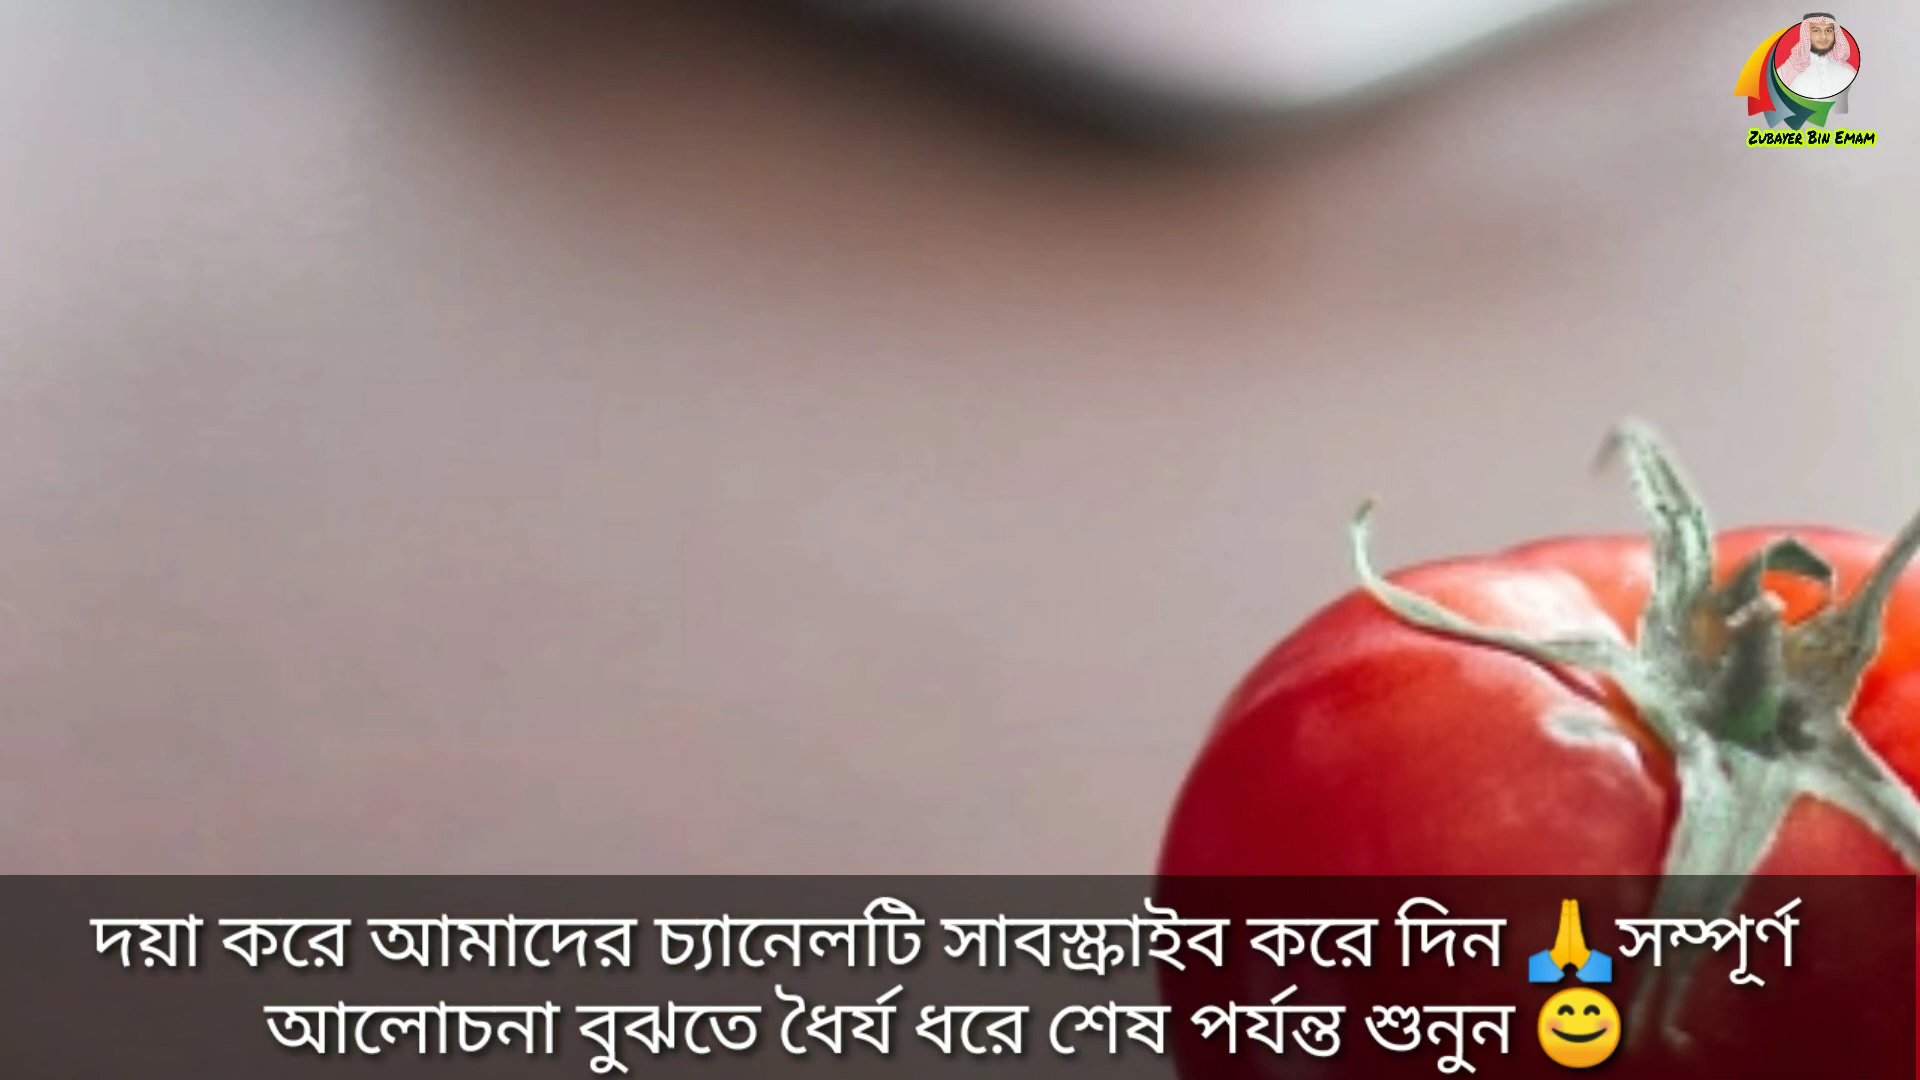 Zubayer Bin Emam
দয়া করে আমাদের চ্যানেলটি সাবস্ক্রাইব করে দিন 🙏সম্পূর্ণ
আলোচনা বুঝতে ধৈর্য ধরে শেষ পর্যন্ত শুনুন 😊